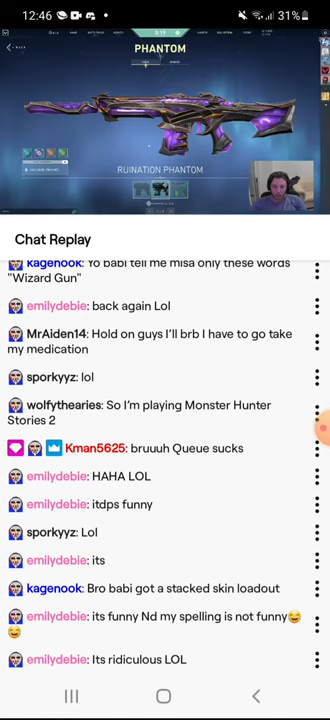 12:46
31%
PHANTOM
RUINATION PHANTOM
Chat Replay
kagenook: Yo babi tell me misa only these words
"Wizard Gun"
emilydebie: back again Lol
MrAiden14: Hold on guys I'll brb I have to go take
my medication
sporkyyz: lol
wolfythearies: So I'm playing Monster Hunter
Stories 2
Kman5625: bruuuh Queue sucks
emilydebie: HAHA LOL
emilydebie: itdps funny
sporkyyz: Lol
emilydebie: its
kagenook: Bro babi got a stacked skin loadout
emilydebie: its funny Nd my spelling is not funny😂
😂
emilydebie: Its ridiculous LOL